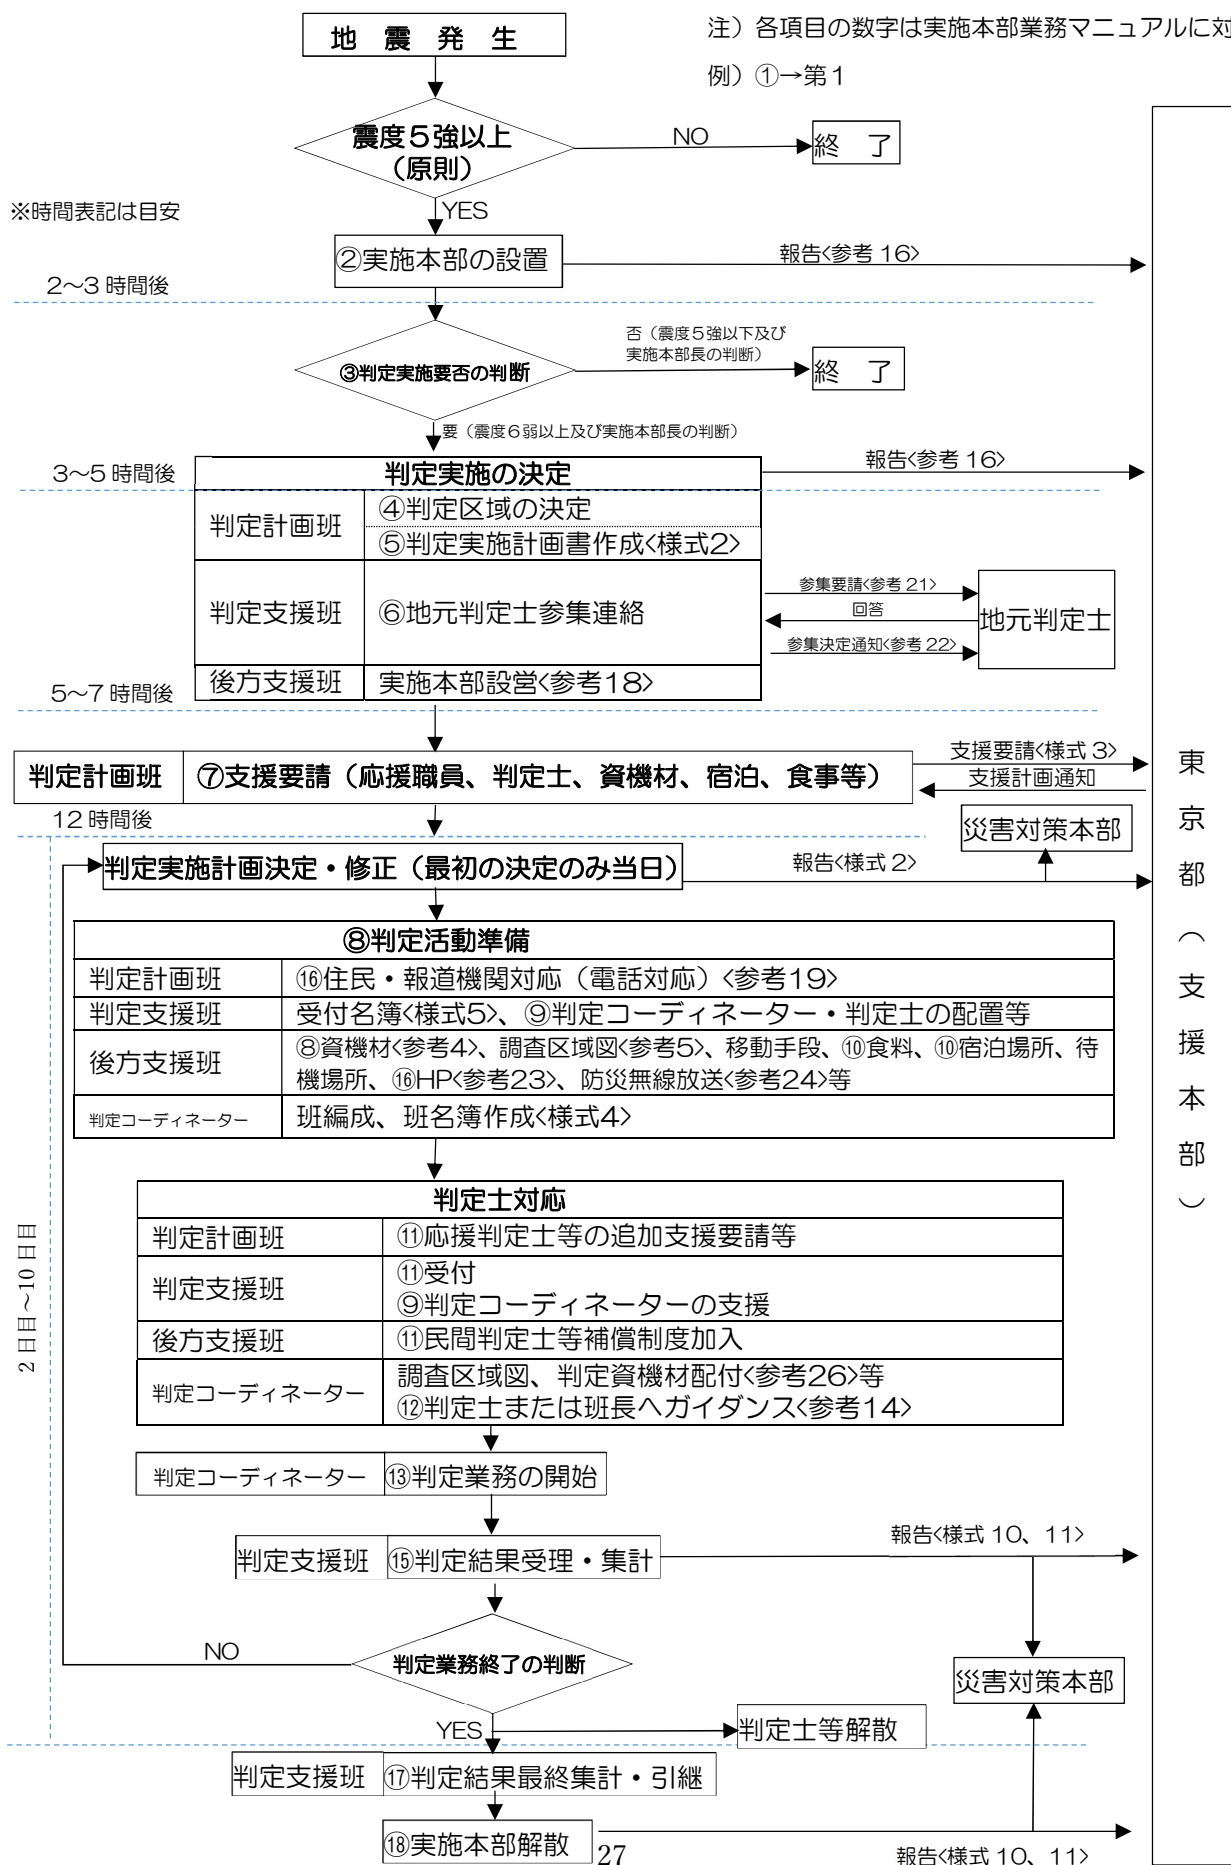 地 震 発 生
注）各項目の数字は実施本部業務マニュアルに対
例）①→第１
震度５強以上
（原則）
NO
終 了
※時間表記は目安
YES
②実施本部の設置
報告<参考 16>
2～3 時間後
否（震度５強以下及び
実施本部長の判断）
③判定実施要否の判断
終 了
要（震度６弱以上及び実施本部長の判断）
3～5 時間後
判定実施の決定
報告<参考 16>
判定計画班
④判定区域の決定
⑤判定実施計画書作成<様式2>
判定支援班
⑥地元判定士参集連絡
参集要請<参考 21>
回答
参集決定通知<参考 22>
地元判定士
後方支援班
実施本部設営<参考18>
5～7 時間後
判定計画班
⑦支援要請（応援職員、判定士、資機材、宿泊、食事等）
支援要請<様式 3>
支援計画通知
東京都（支援本部）
12 時間後
災害対策本部
判定実施計画決定・修正（最初の決定のみ当日）
報告<様式 2>
⑧判定活動準備
判定計画班
⑯住民・報道機関対応（電話対応）<参考19>
判定支援班
受付名簿<様式5>、⑨判定コーディネーター・判定士の配置等
後方支援班
⑧資機材<参考4>、調査区域図<参考5>、移動手段、⑩食料、⑩宿泊場所、待
機場所、⑯HP<参考23>、防災無線放送<参考24>等
判定コーディネーター
班編成、班名簿作成<様式4>
2 日目～10 日目
判定士対応
判定計画班
⑪応援判定士等の追加支援要請等
判定支援班
⑪受付
⑨判定コーディネーターの支援
後方支援班
⑪民間判定士等補償制度加入
判定コーディネーター
調査区域図、判定資機材配付<参考26>等
⑫判定士または班長へガイダンス<参考14>
判定コーディネーター
⑬判定業務の開始
判定支援班
⑮判定結果受理・集計
報告<様式 10、11>
NO
判定業務終了の判断
災害対策本部
YES
判定士等解散
判定支援班
⑰判定結果最終集計・引継
⑱実施本部解散
27
報告<様式 10、11>